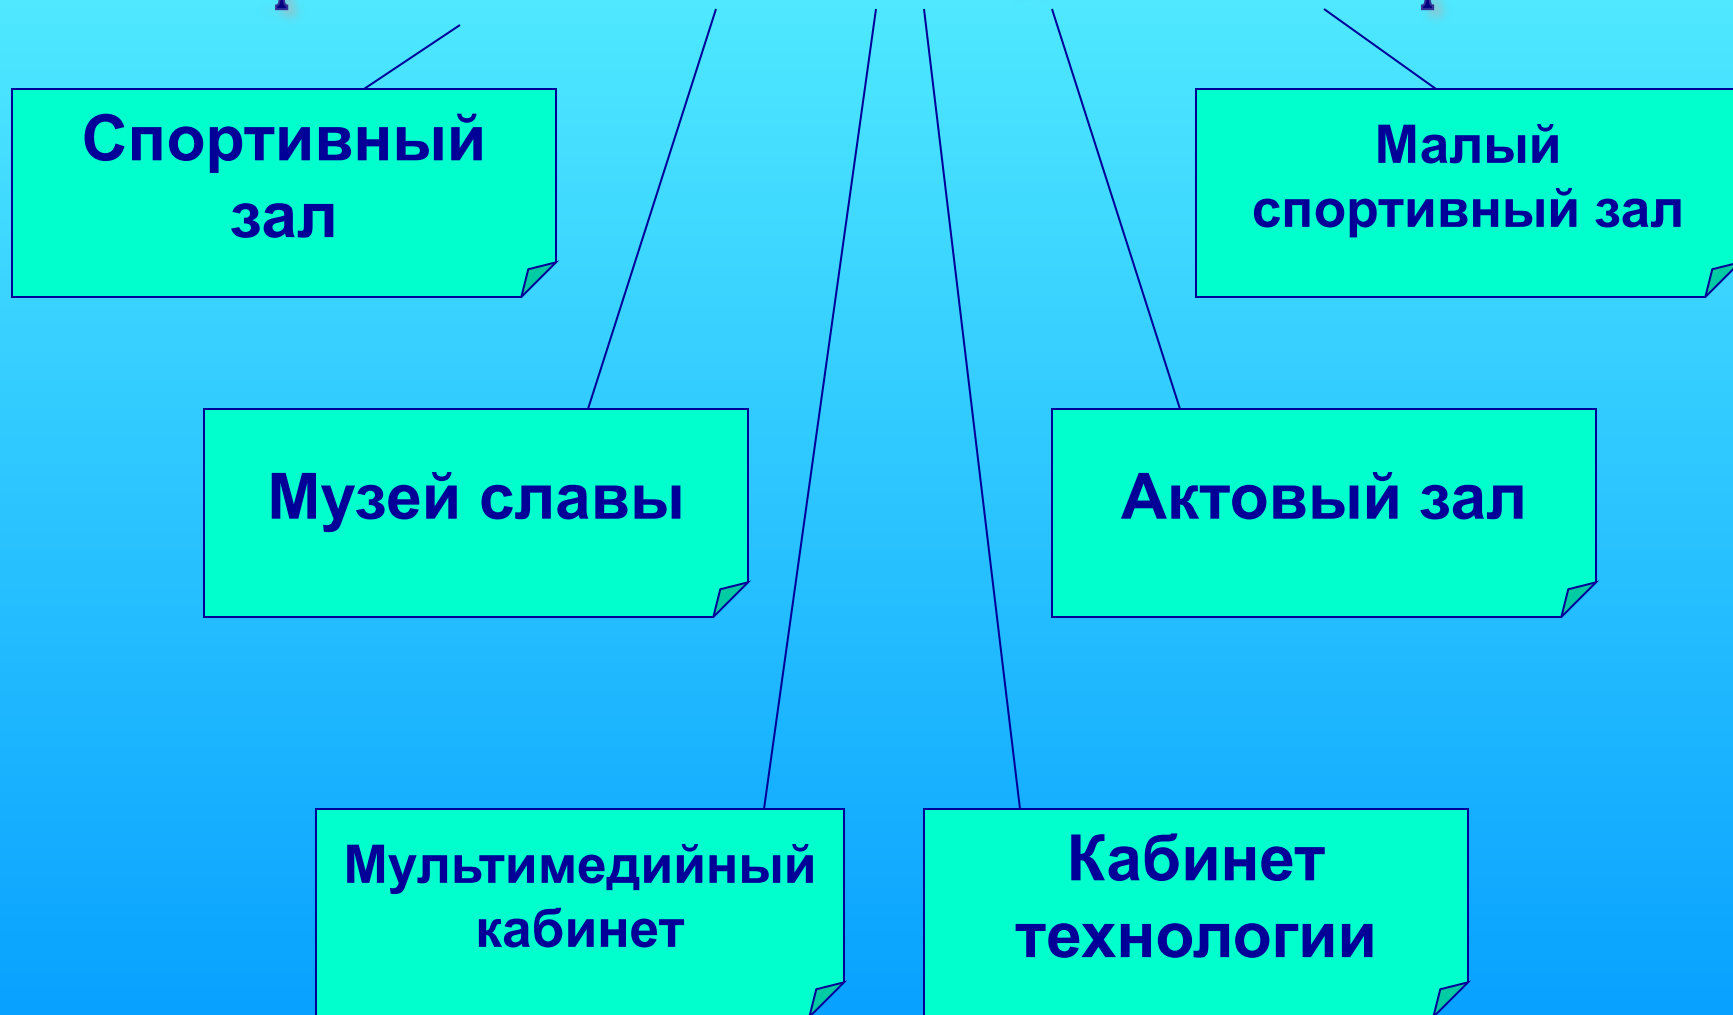 Спортивный
зал
Малый
спортивный зал
Музей славы
Актовый зал
Мультимедийный
кабинет
Кабинет
технологии